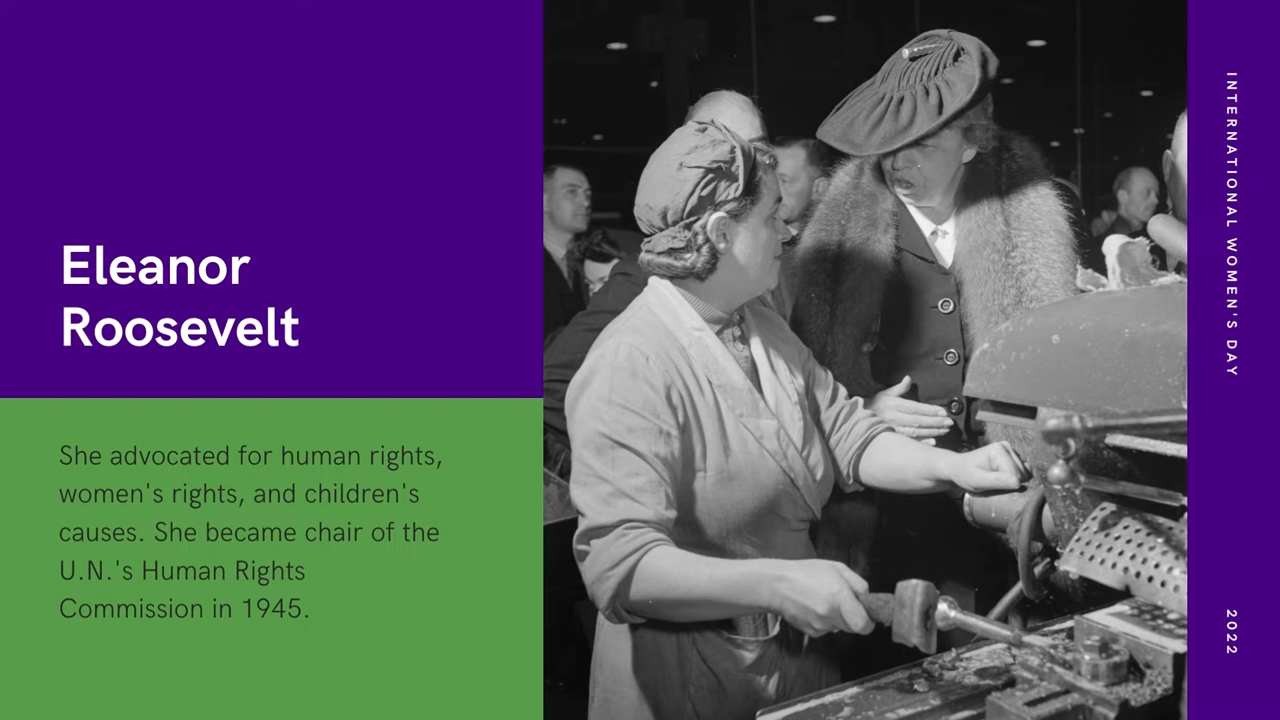 Eleanor
Roosevelt
She advocated for human rights,
women's rights, and children's
causes. She became chair of the
U.N.'s Human Rights
Commission in 1945.
INTERNATIONAL WOMEN'S DAY
2022